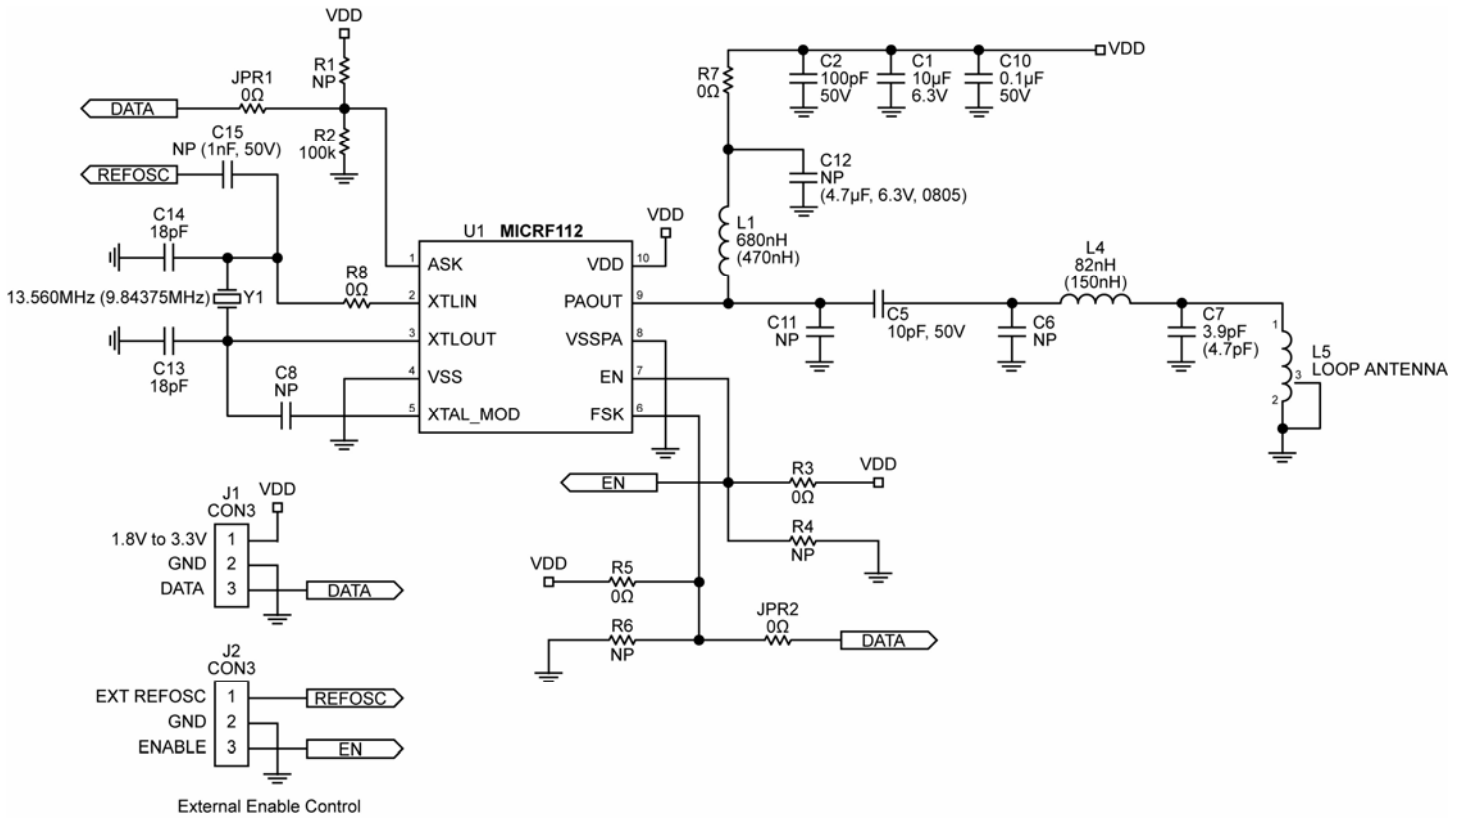 VDD
R1
NP
JPR1
0Ω
DATA
R2
100k
C15
NP (1nF, 50V)
REFOSC
C14
18pF
13.560MHz (9.84375MHz)
Y1
R8
0Ω
C13
18pF
C8
NP
U1 MICRF112
1
ASK
2
XTLIN
3
XTLOUT
4
VSS
5
XTAL_MOD
VDD
10
PAOUT
9
VSSPA
8
EN
7
FSK
6
VDD
R7
0Ω
C2
100pF
50V
C1
10µF
6.3V
C10
0.1µF
50V
VDD
C12
NP
(4.7µF, 6.3V, 0805)
L1
680nH
(470nH)
C11
NP
C5
10pF, 50V
C6
NP
L4
82nH
(150nH)
C7
3.9pF
(4.7pF)
1
3
2
L5
LOOP ANTENNA
EN
R3
0Ω
VDD
R4
NP
VDD
R5
0Ω
R6
NP
JPR2
0Ω
DATA
J1
CON3
VDD
1.8V to 3.3V
1
GND
2
DATA
3
DATA
J2
CON3
EXT REFOSC
1
REFOSC
GND
2
ENABLE
3
EN
External Enable Control